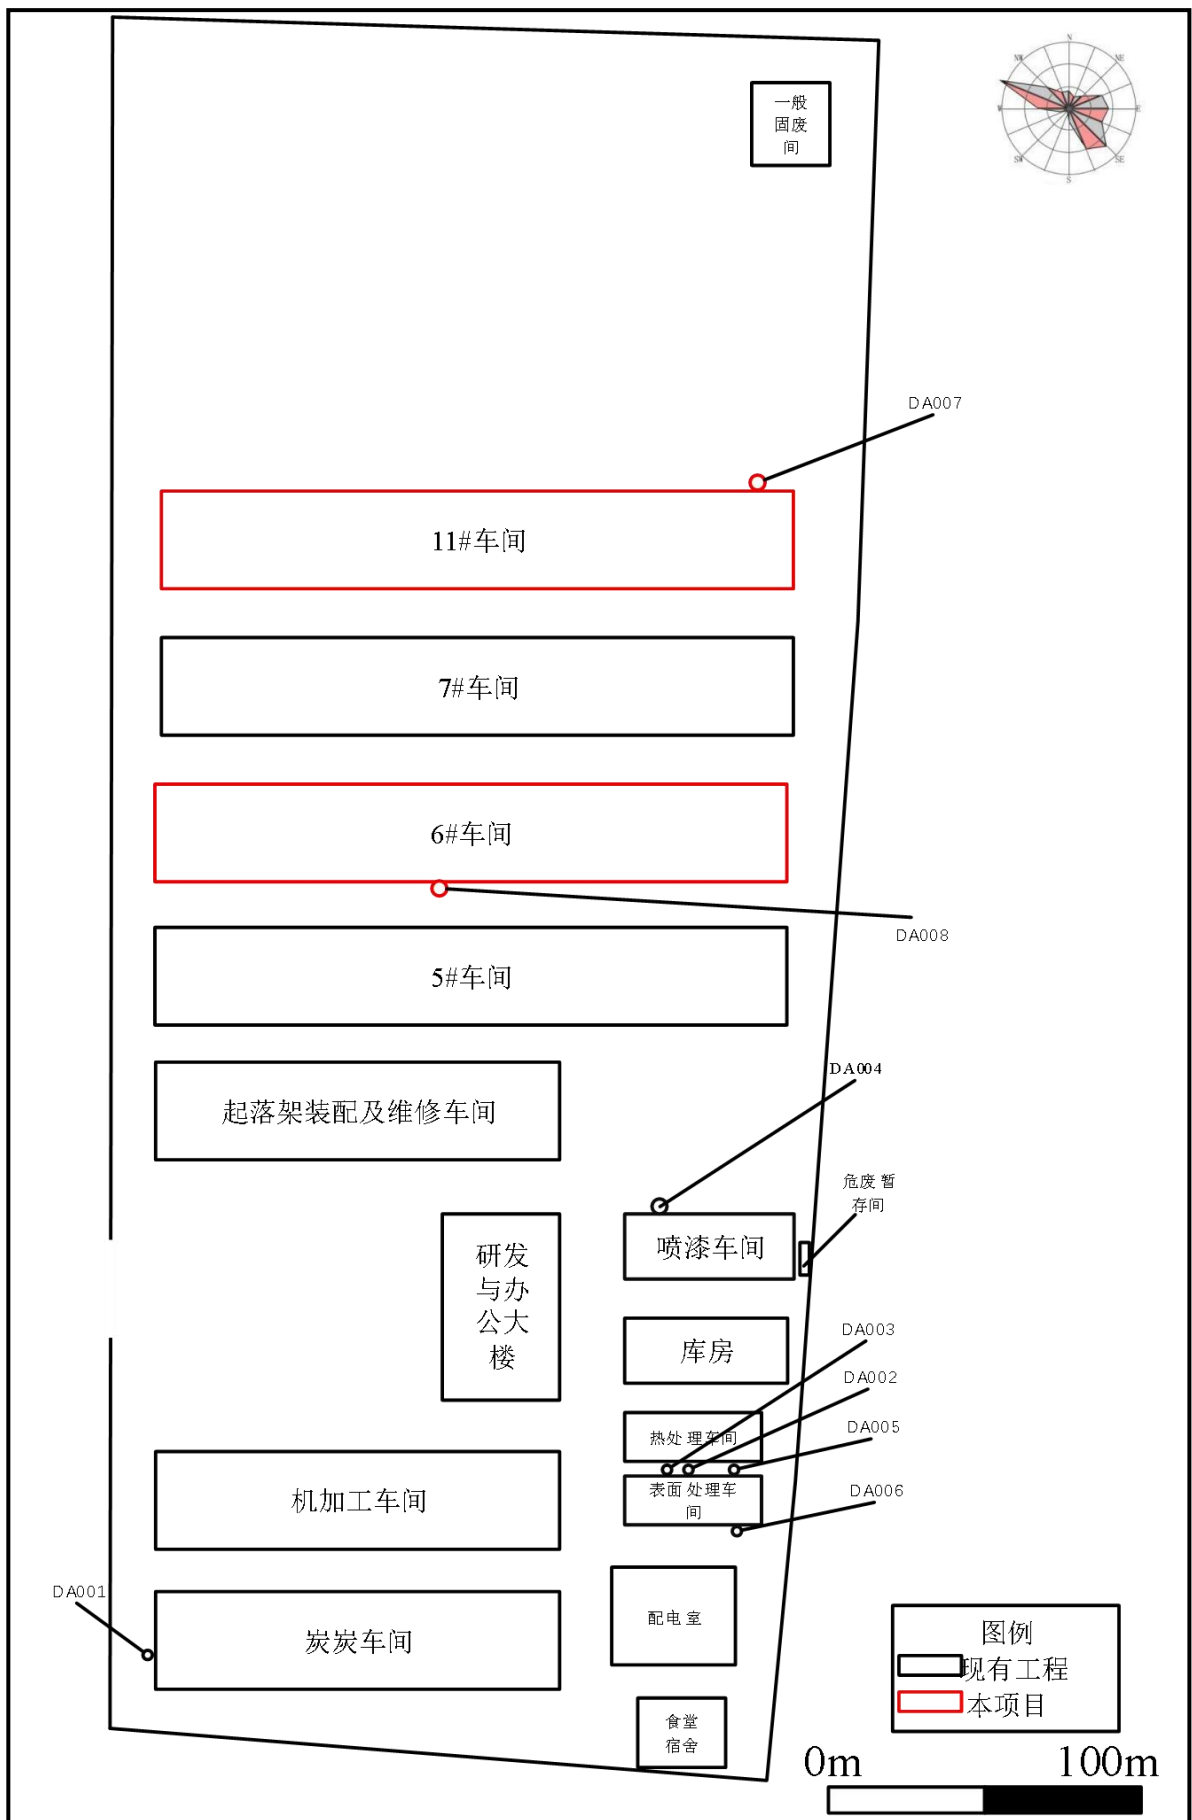 一般
固废
间
N
NW
NE
W
E
SW
SE
S
DA007
11#车间
7#车间
6#车间
DA008
5#车间
DA004
起落架装配及维修车间
危废暂
存间
研发
与办
公大
楼
喷漆车间
DA003
库房
DA002
DA005
热处理车间
表面处理车
间
DA006
机加工车间
DA001
配电室
炭炭车间
图例
现有工程
本项目
食堂
宿舍
0m
100m